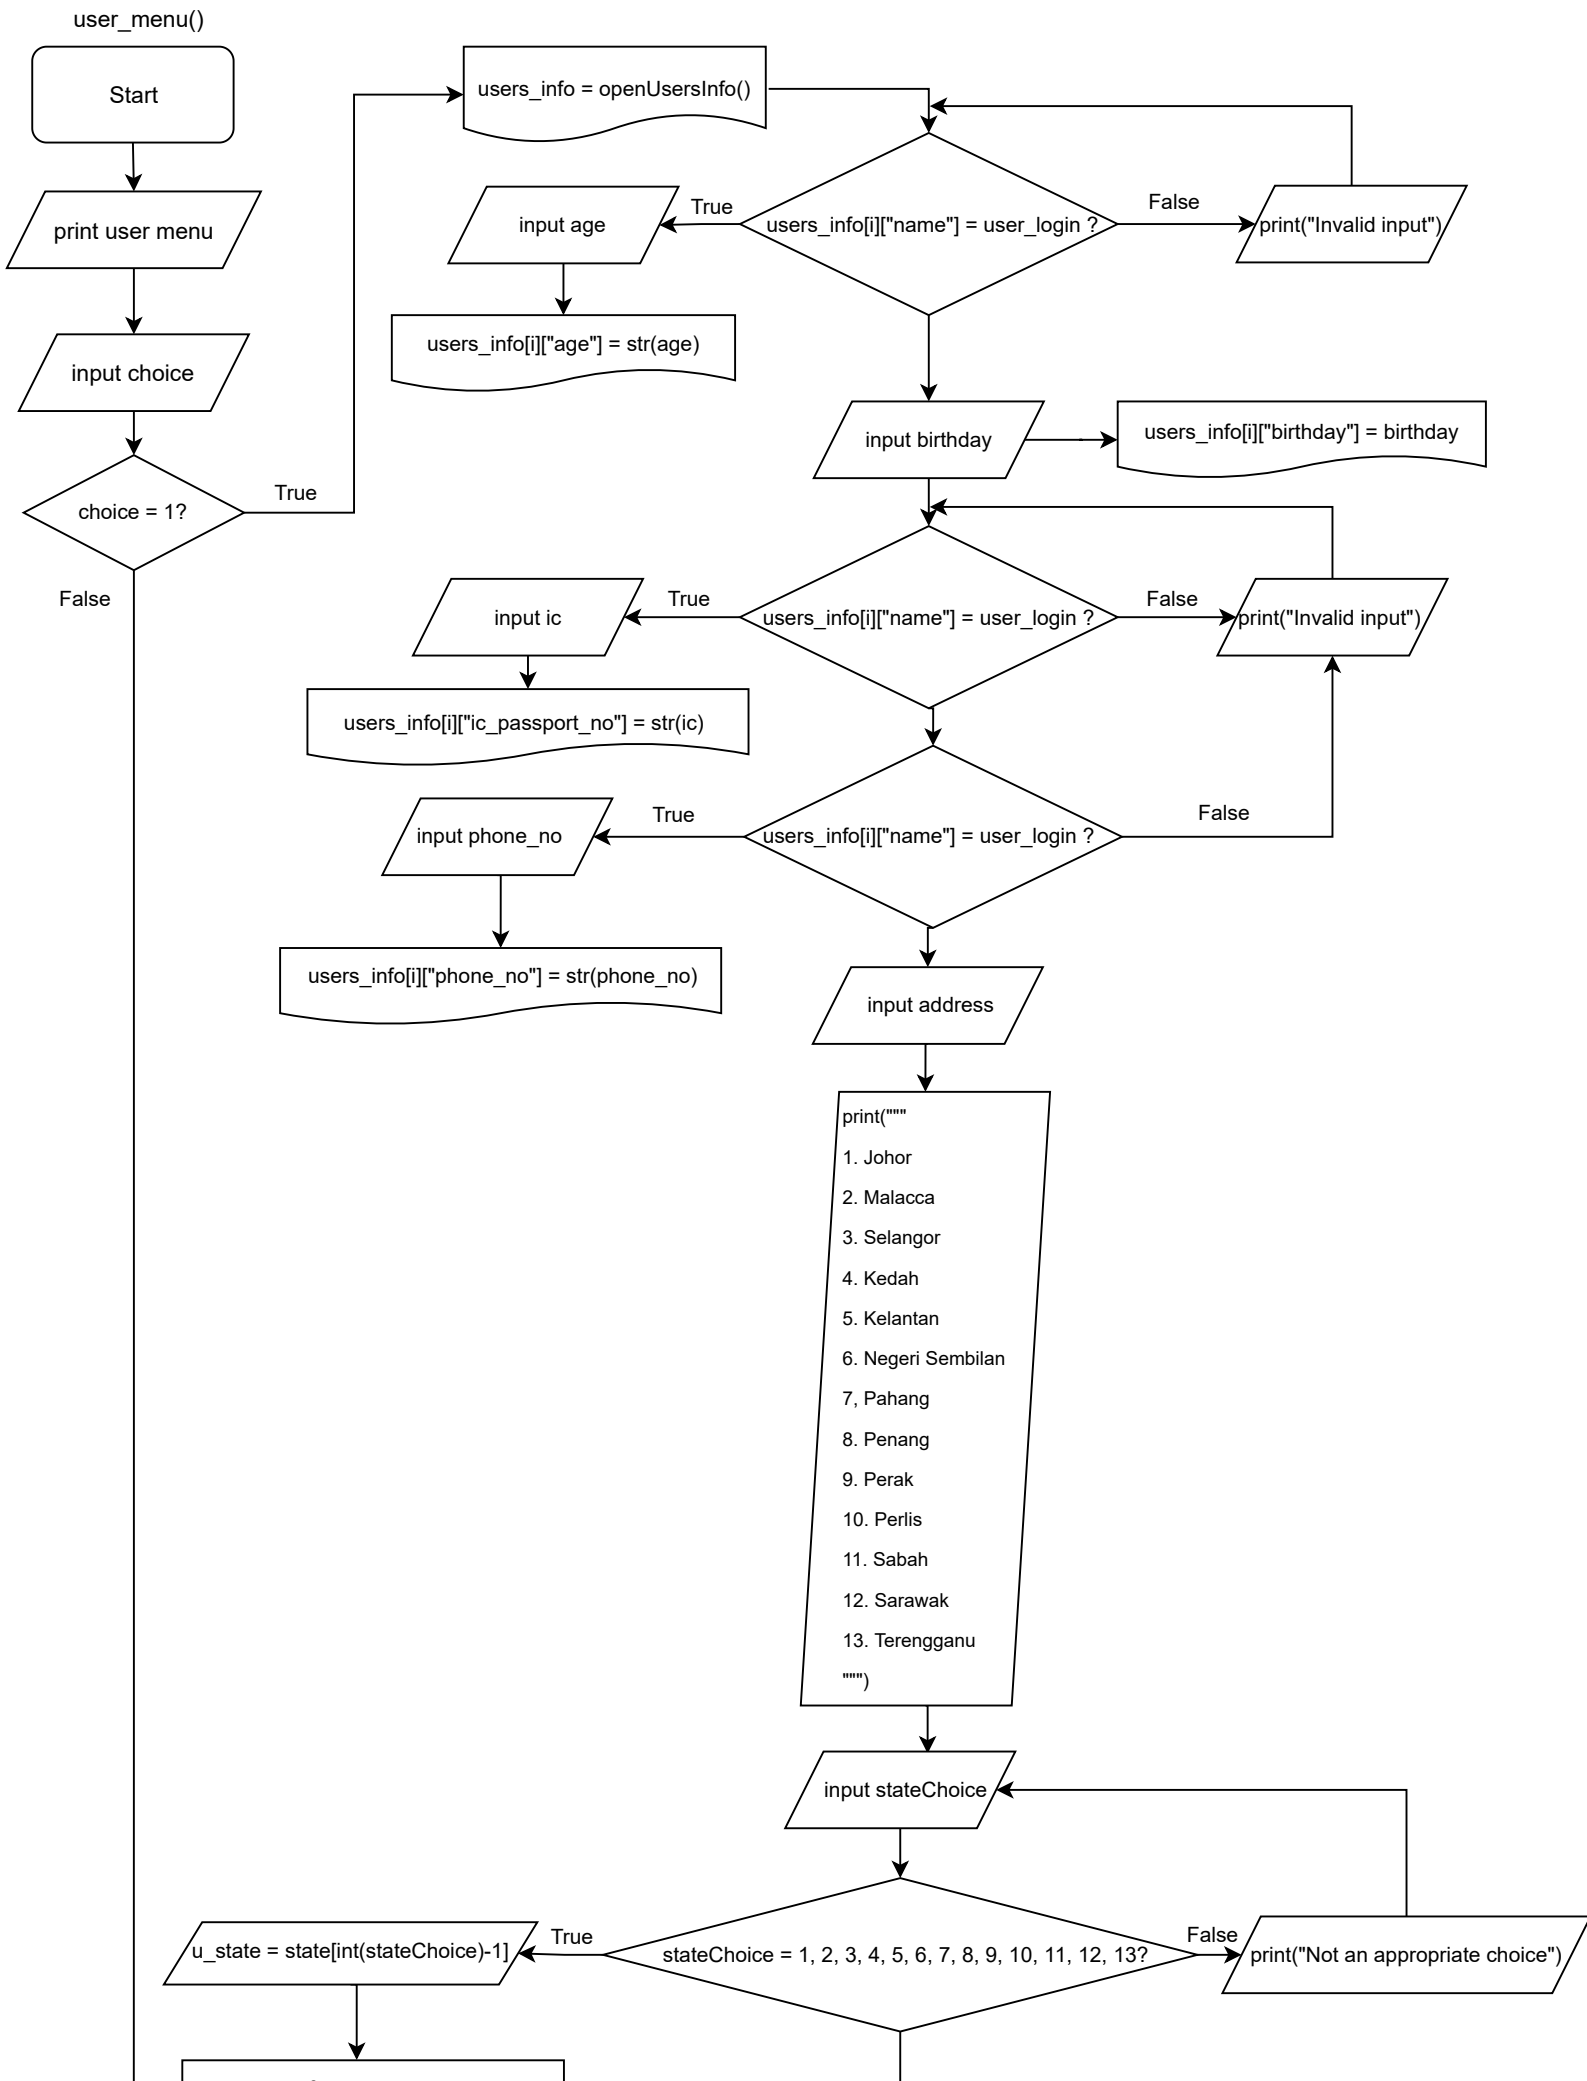 user_menu()
Start
print user menu
input choice
choice = 1?
True
False
users_info = openUsersInfo()
users_info[i]["name"] = user_login ?
True
False
print("Invalid input")
input age
users_info[i]["age"] = str(age)
input birthday
users_info[i]["birthday"] = birthday
users_info[i]["name"] = user_login ?
True
False
print("Invalid input")
input ic
users_info[i]["ic_passport_no"] = str(ic)
users_info[i]["name"] = user_login ?
True
False
input phone_no
users_info[i]["phone_no"] = str(phone_no)
input address
print("""
1. Johor
2. Malacca
3. Selangor
4. Kedah
5. Kelantan
6. Negeri Sembilan
7, Pahang
8. Penang
9. Perak
10. Perlis
11. Sabah
12. Sarawak
13. Terengganu
""")
input stateChoice
stateChoice = 1, 2, 3, 4, 5, 6, 7, 8, 9, 10, 11, 12, 13?
True
False
u_state = state[int(stateChoice)-1]
print("Not an appropriate choice")